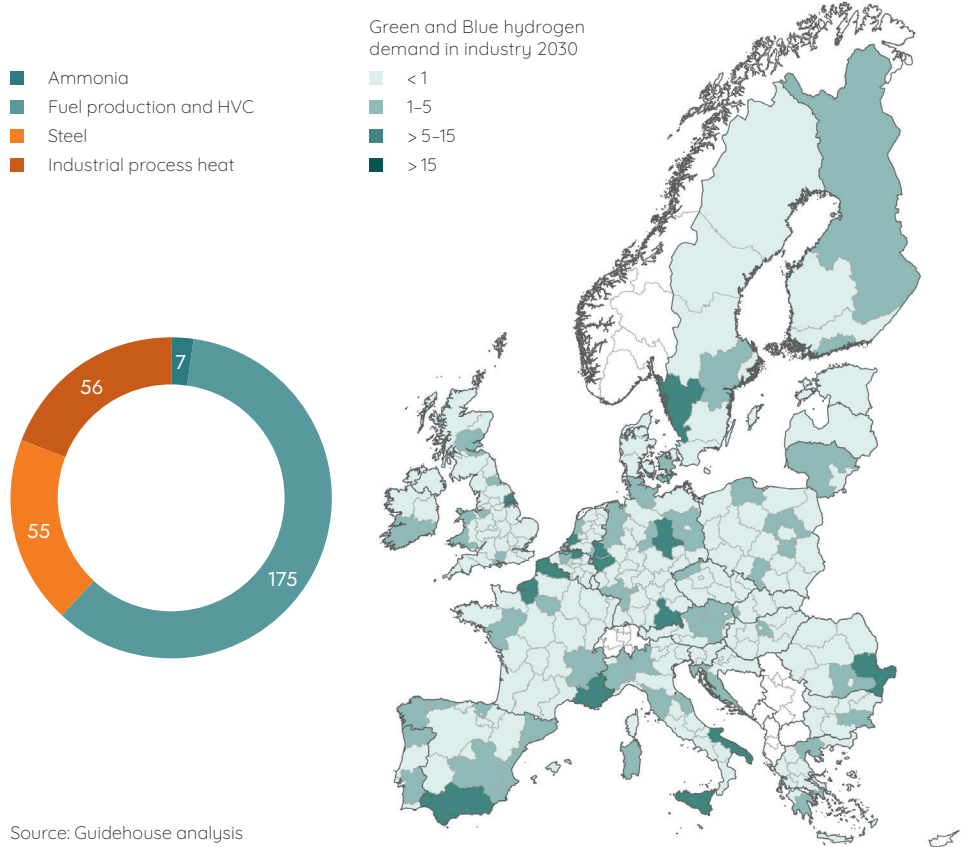 Green and Blue hydrogen
demand in industry 2030
Ammonia
Fuel production and HVC
Steel
Industrial process heat
< 1
1–5
> 5–15
> 15
7
56
55
175
Source: Guidehouse analysis